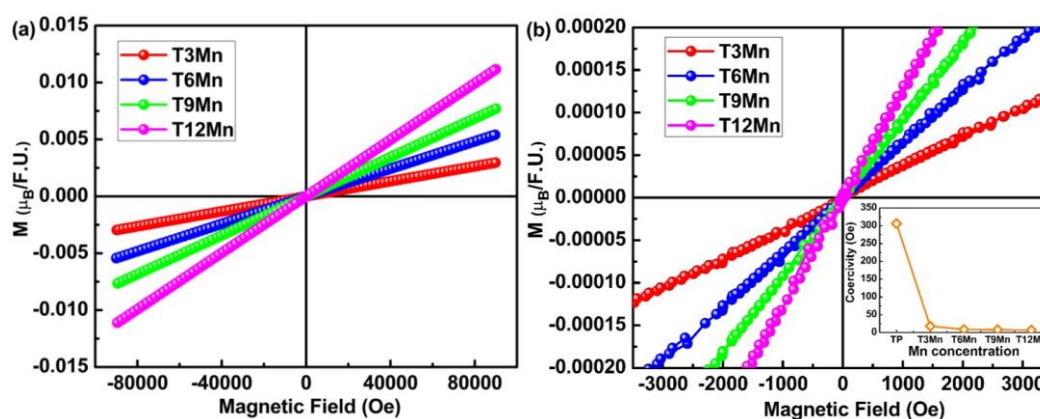 (a)
0.015
0.010
0.005
0.000
-0.005
-0.010
-0.015
M (μB/F.U.)
T3Mn
T6Mn
T9Mn
T12Mn
-80000 -40000 0 40000 80000
Magnetic Field (Oe)
(b)
0.00020
0.00015
0.00010
0.00005
0.00000
-0.00005
-0.00010
-0.00015
-0.00020
M (μB/F.U.)
T3Mn
T6Mn
T9Mn
T12Mn
-3000 -2000 -1000 0 1000 2000 3000
Magnetic Field (Oe)
350
300
250
200
150
100
50
0
Coercivity (Oe)
TP T3Mn T6Mn T9Mn T12M
Mn concentration